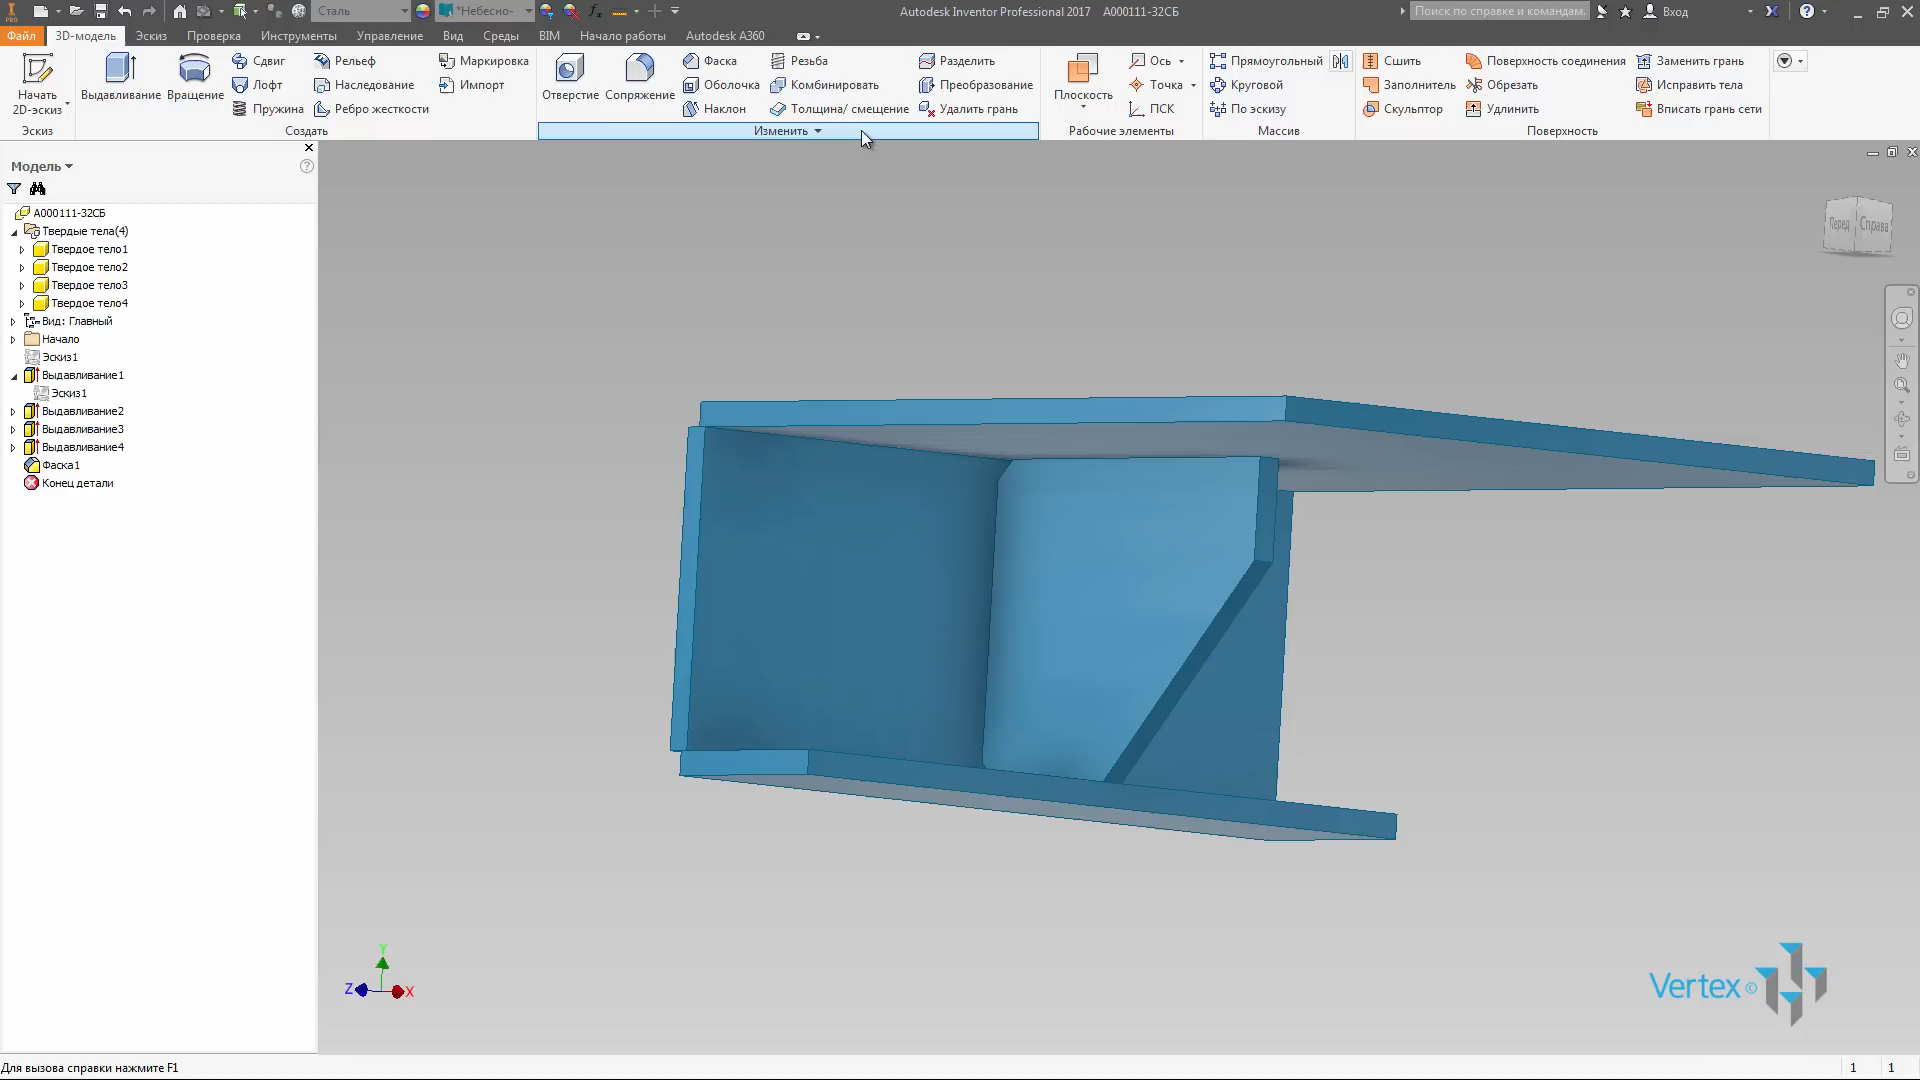 PRO
Сталь
*Небесно-
Autodesk Inventor Professional 2017 A000111-32СБ
Поиск по справке и командам.
Вход
Файл 3D-модель Эскиз Проверка Инструменты Управление Вид Среды BIM Начало работы Autodesk A360
Начать
2D-эскиз
Эскиз
Выдавливание
Вращение
Сдвиг
Лофт
Пружина
Рельеф
Наследование
Ребро жесткости
Маркировка
Импорт
Создать
Отверстие
Сопряжение
Фаска
Оболочка
Наклон
Резьба
Комбинировать
Толщина/ смещение
Разделить
Преобразование
Удалить грань
Изменить
Плоскость
Ось
Точка
ПСК
Рабочие элементы
Прямоугольный
Круговой
По эскизу
Массив
Сшить
Заполнитель
Скульптор
Поверхность соединения
Обрезать
Удлинить
Заменить грань
Исправить тела
Вписать грань сети
Поверхность
Модель
A000111-32СБ
Твердые тела(4)
Твердое тело1
Твердое тело2
Твердое тело3
Твердое тело4
Вид: Главный
Начало
Эскиз1
Выдавливание1
Эскиз1
Выдавливание2
Выдавливание3
Выдавливание4
Фаска1
Конец детали
Перед Справа
Y
Z
X
Vertex ©
Для вызова справки нажмите F1
1 1